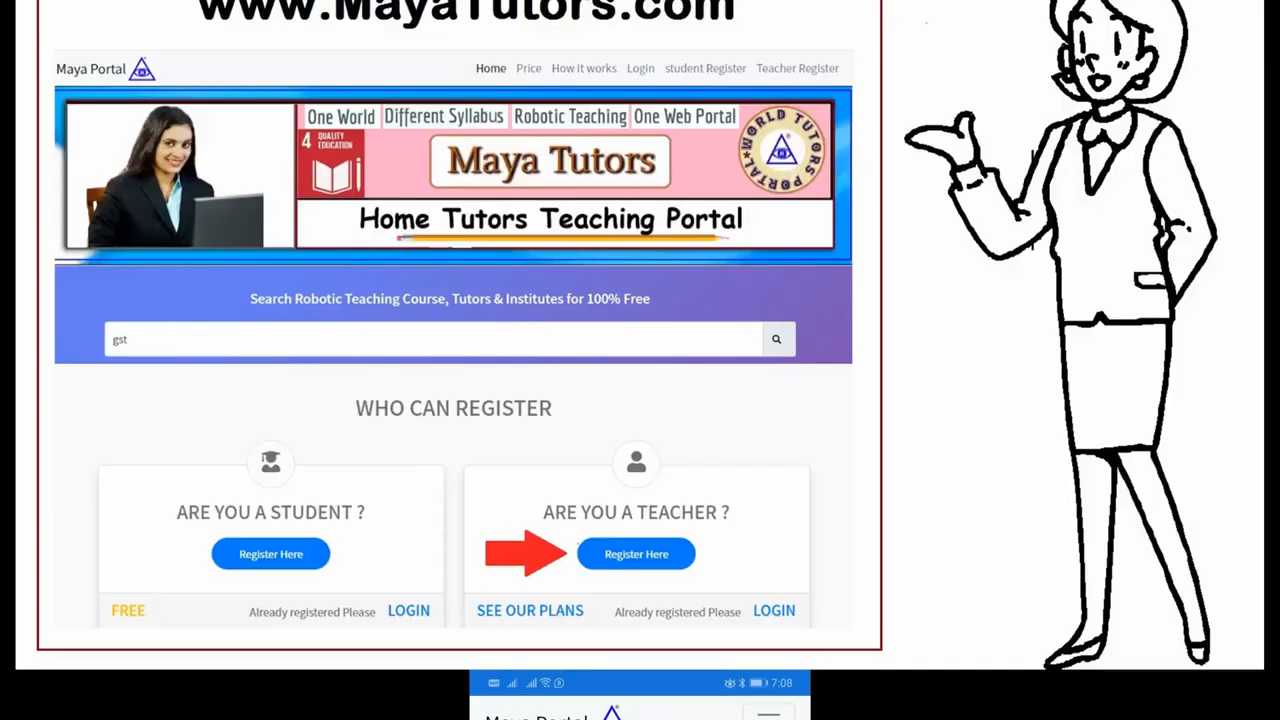 www.MayaTutors.com
Maya Portal
Home Price How it works Login student Register Teacher Register
One World Different Syllabus Robotic Teaching One Web Portal
4 QUALITY EDUCATION
Maya Tutors
WORLD TUTORS PORTAL
Home Tutors Teaching Portal
Search Robotic Teaching Course, Tutors & Institutes for 100% Free
gst
WHO CAN REGISTER
ARE YOU A STUDENT ?
Register Here
FREE Already registered Please LOGIN
ARE YOU A TEACHER ?
Register Here
SEE OUR PLANS Already registered Please LOGIN
7:08
Maya Portal